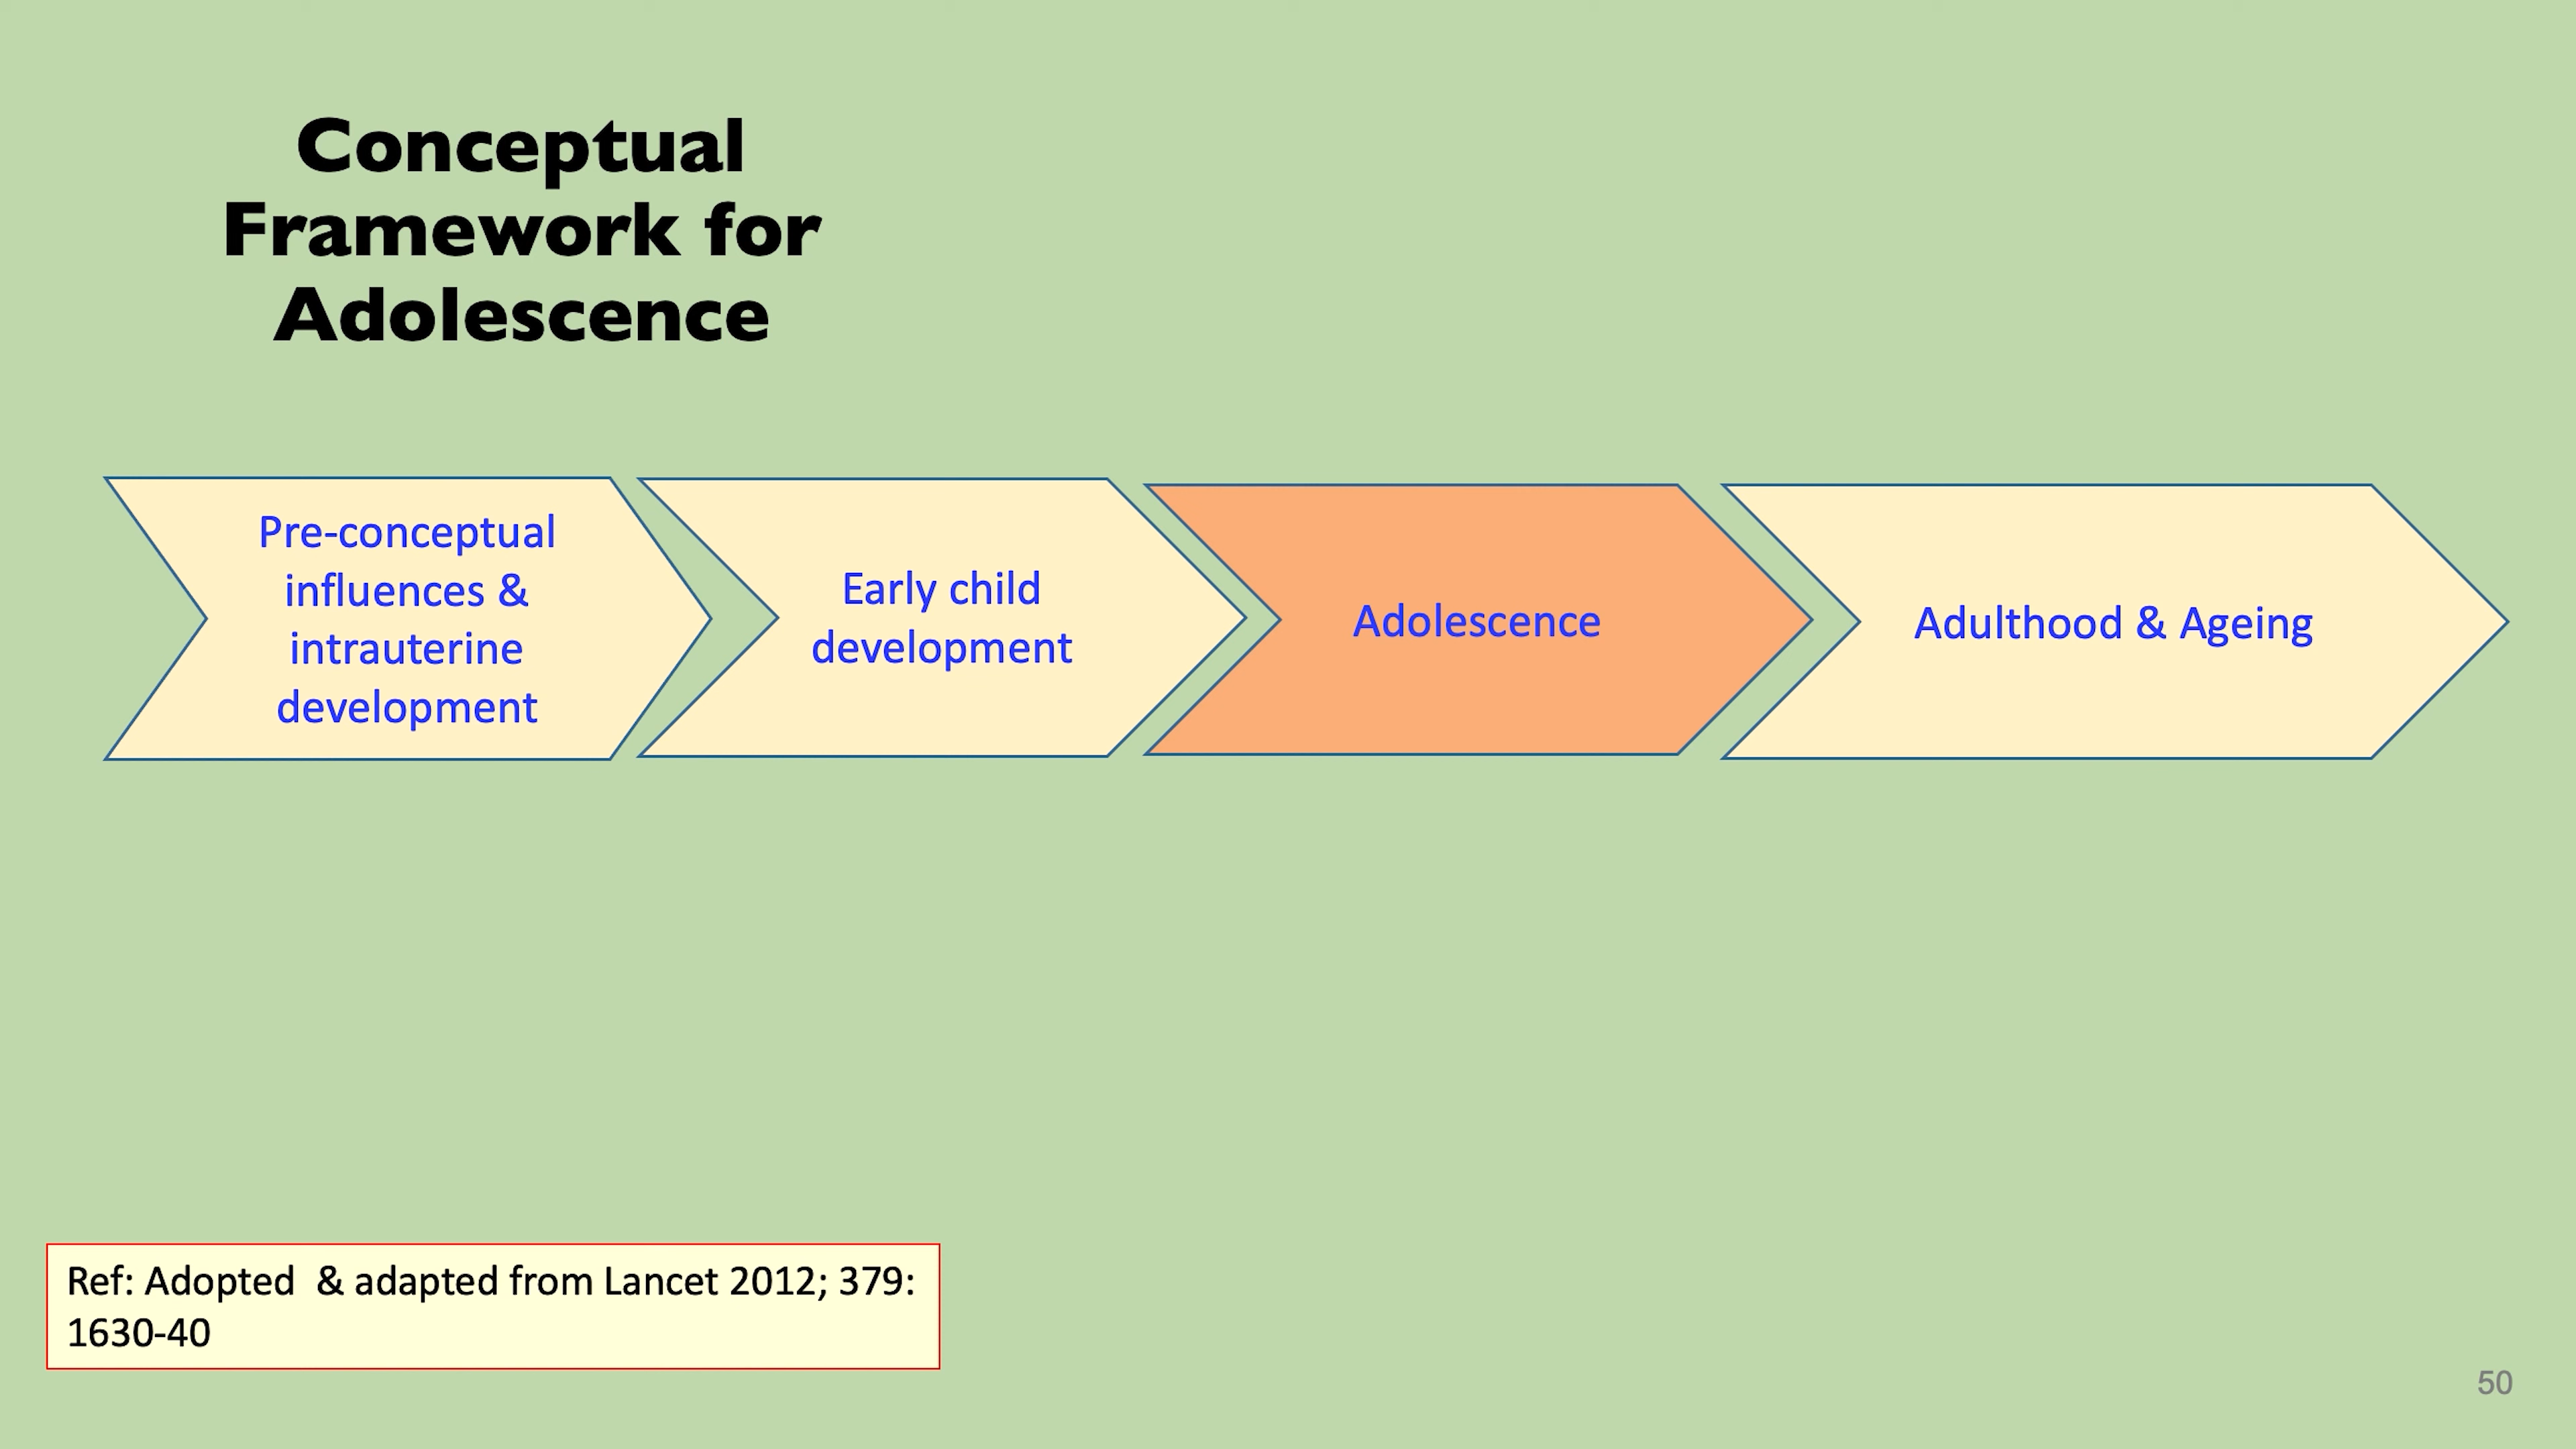 Conceptual
Framework for
Adolescence
Pre-conceptual
influences &
intrauterine
development
Early child
development
Adolescence
Adulthood & Ageing
Ref: Adopted  & adapted from Lancet 2012; 379:
1630-40
50